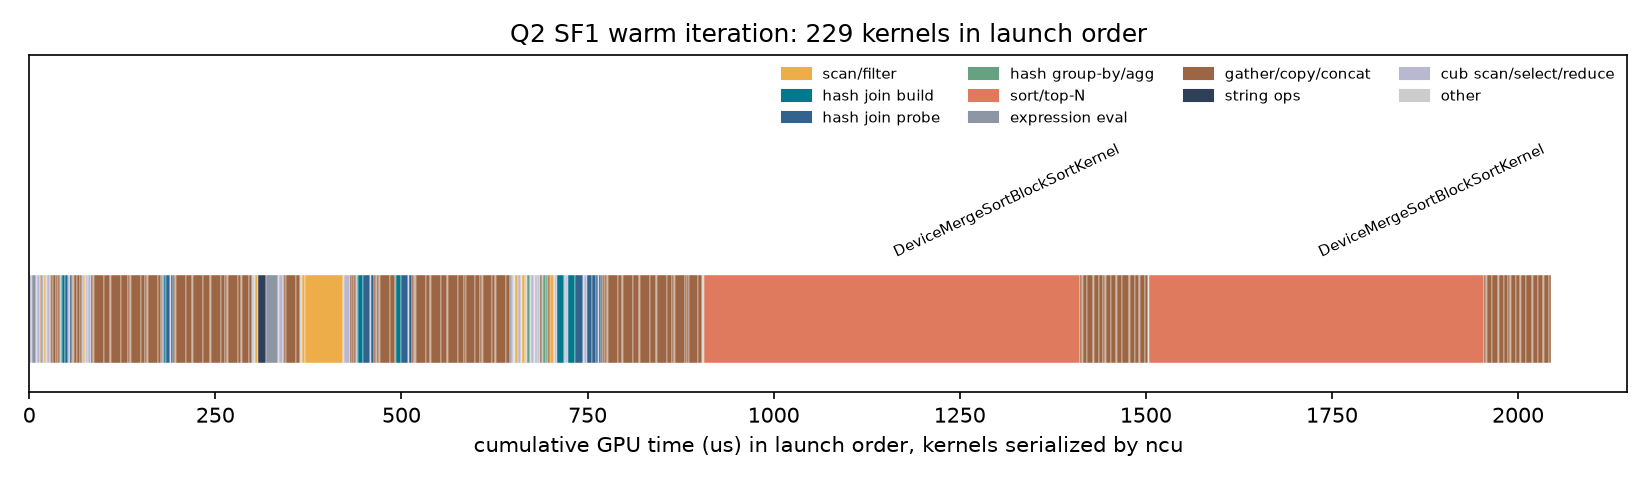 Q2 SF1 warm iteration: 229 kernels in launch order
scan/filter
hash join build
hash join probe
hash group-by/agg
sort/top-N
expression eval
gather/copy/concat
string ops
cub scan/select/reduce
other
DeviceMergeSortBlockSortKernel
DeviceMergeSortBlockSortKernel
0 250 500 750 1000 1250 1500 1750 2000
cumulative GPU time (us) in launch order, kernels serialized by ncu